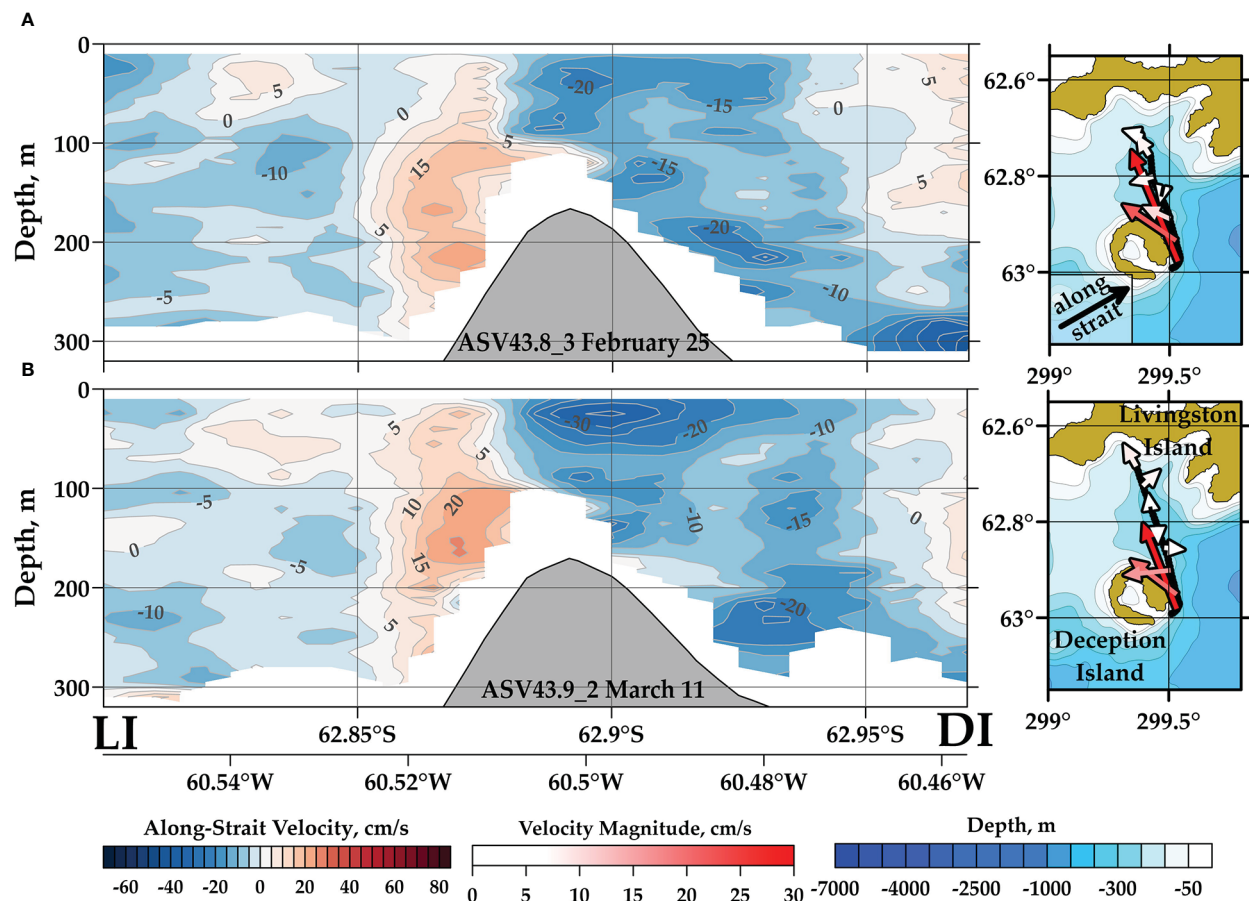 A
0
100
200
300
Depth, m
5
0
-10
-5
0
15
5
5
-20
-15
-15
-20
-10
0
5
5
ASV43.8_3 February 25
62.6°
62.8°
63°
along
strait
299°
299.5°
B
0
100
200
300
Depth, m
-5
0
-5
-10
5
5
10
20
15
5
-30
-20
-10
-10
-15
-20
0
ASV43.9_2 March 11
62.6°
62.8°
63°
Livingston
Island
Deception
Island
299°
299.5°
LI
62.85°S
62.9°S
62.95°S
DI
60.54°W
60.52°W
60.5°W
60.48°W
60.46°W
Along-Strait Velocity, cm/s
-60 -40 -20 0 20 40 60 80
Velocity Magnitude, cm/s
0 5 10 15 20 25 30
Depth, m
-7000 -4000 -2500 -1000 -300 -50